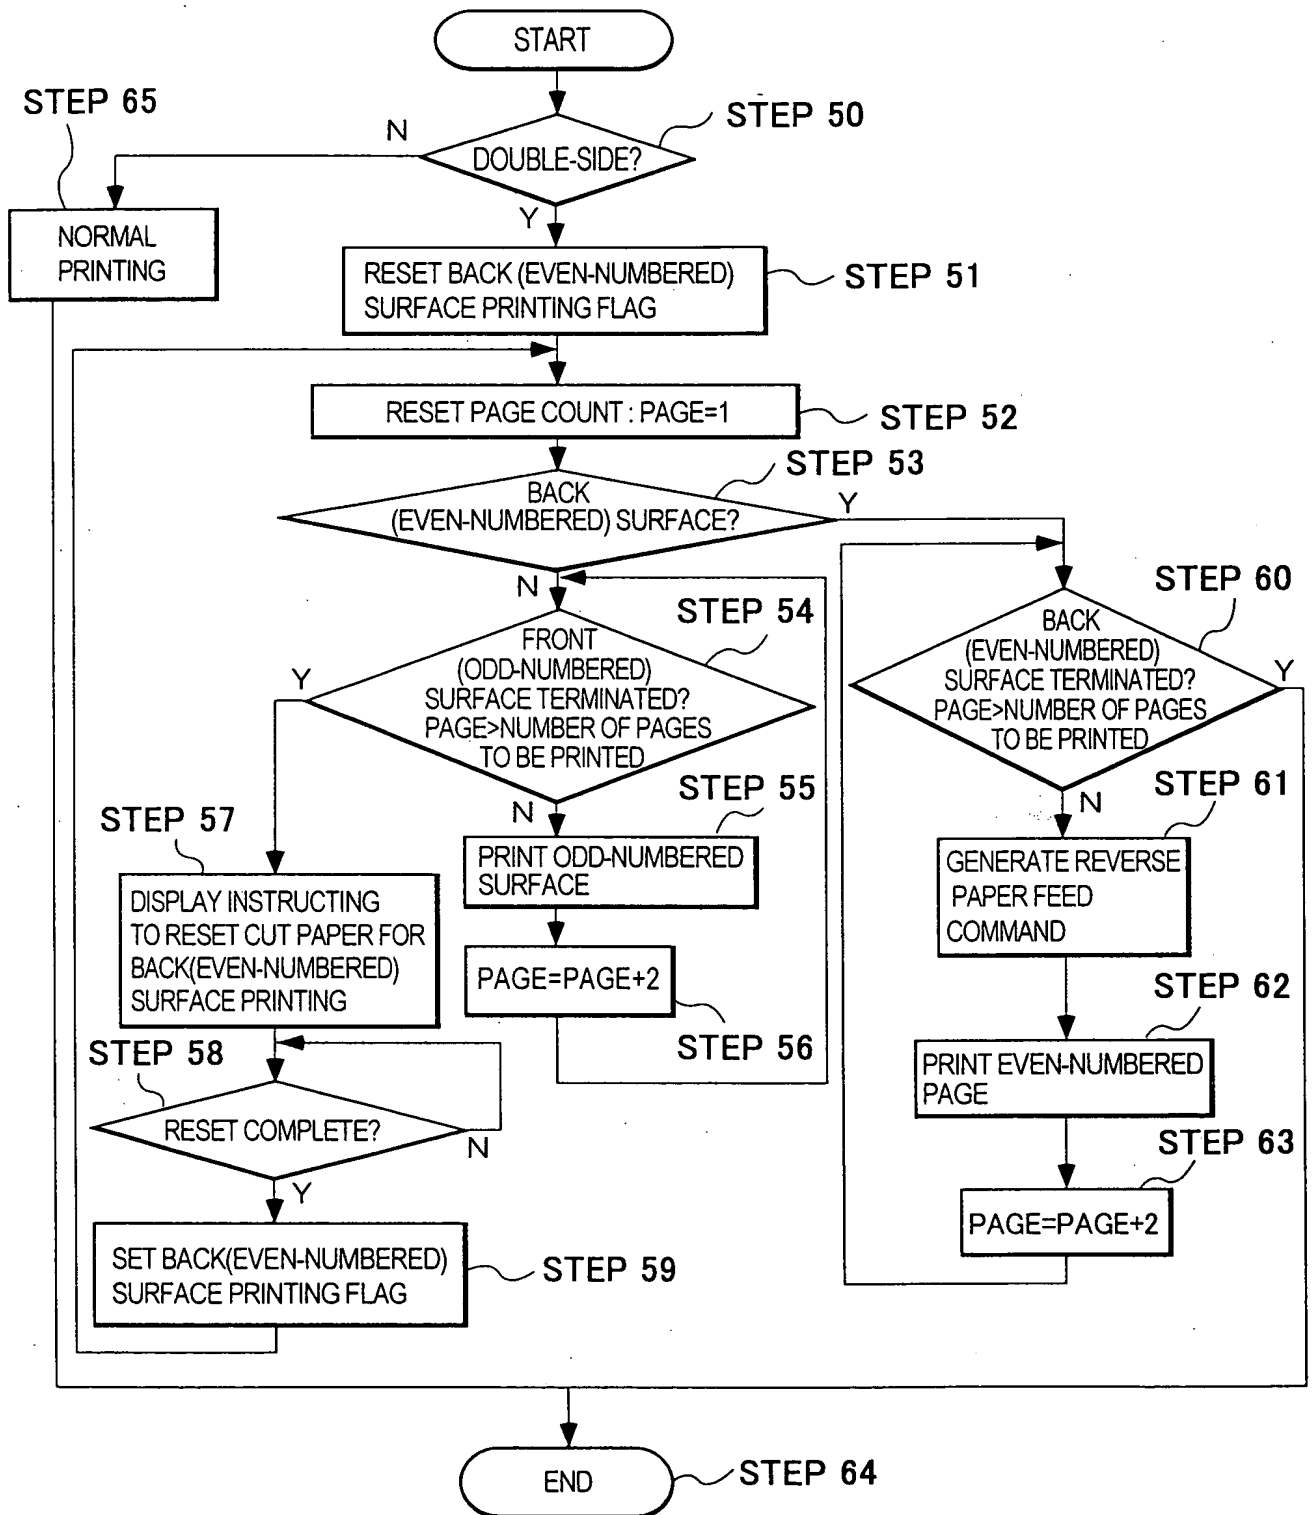 START
STEP 65
N
DOUBLE-SIDE?
STEP 50
Y
NORMAL
PRINTING
RESET BACK (EVEN-NUMBERED)
SURFACE PRINTING FLAG
STEP 51
RESET PAGE COUNT : PAGE=1
STEP 52
STEP 53
BACK
(EVEN-NUMBERED) SURFACE?
Y
N
STEP 54
FRONT
(ODD-NUMBERED)
SURFACE TERMINATED?
PAGE>NUMBER OF PAGES
TO BE PRINTED
Y
N
STEP 60
BACK
(EVEN-NUMBERED)
SURFACE TERMINATED?
PAGE>NUMBER OF PAGES
TO BE PRINTED
Y
N
STEP 55
PRINT ODD-NUMBERED
SURFACE
PAGE=PAGE+2
STEP 56
STEP 57
DISPLAY INSTRUCTING
TO RESET CUT PAPER FOR
BACK(EVEN-NUMBERED)
SURFACE PRINTING
STEP 58
RESET COMPLETE?
N
Y
SET BACK(EVEN-NUMBERED)
SURFACE PRINTING FLAG
STEP 59
STEP 61
GENERATE REVERSE
PAPER FEED
COMMAND
STEP 62
PRINT EVEN-NUMBERED
PAGE
STEP 63
PAGE=PAGE+2
END
STEP 64